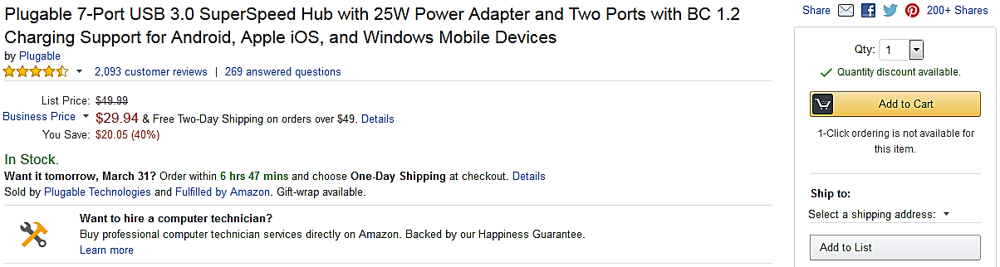 Plugable 7-Port USB 3.0 SuperSpeed Hub with 25W Power Adapter and Two Ports with BC 1.2
Charging Support for Android, Apple iOS, and Windows Mobile Devices
by Plugable
2,093 customer reviews | 269 answered questions
List Price: $49.99
Business Price $29.94 & Free Two-Day Shipping on orders over $49. Details
You Save: $20.05 (40%)
In Stock.
Want it tomorrow, March 31? Order within 6 hrs 47 mins and choose One-Day Shipping at checkout. Details
Sold by Plugable Technologies and Fulfilled by Amazon. Gift-wrap available.
Want to hire a computer technician?
Buy professional computer technician services directly on Amazon. Backed by our Happiness Guarantee.
Learn more
Share 200+ Shares
Qty: 1
Quantity discount available.
Add to Cart
1-Click ordering is not available for
this item.
Ship to:
Select a shipping address:
Add to List